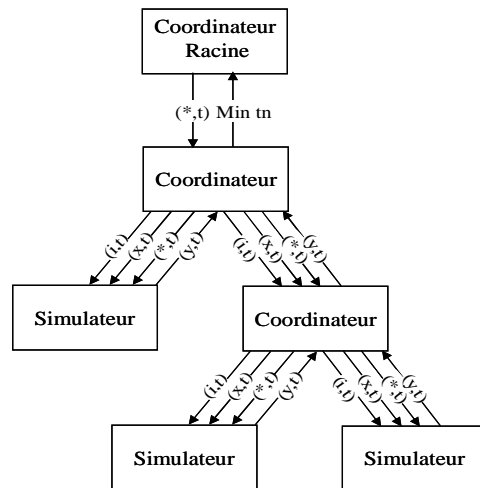 Coordinateur
Racine
(*,t) Min tn
Coordinateur
(i,t) (x,t) (*,t) (y,t) (i,t) (x,t) (*,t) (y,t)
Simulateur
Coordinateur
(i,t) (x,t) (*,t) (y,t) (i,t) (x,t) (*,t) (y,t)
Simulateur
Simulateur